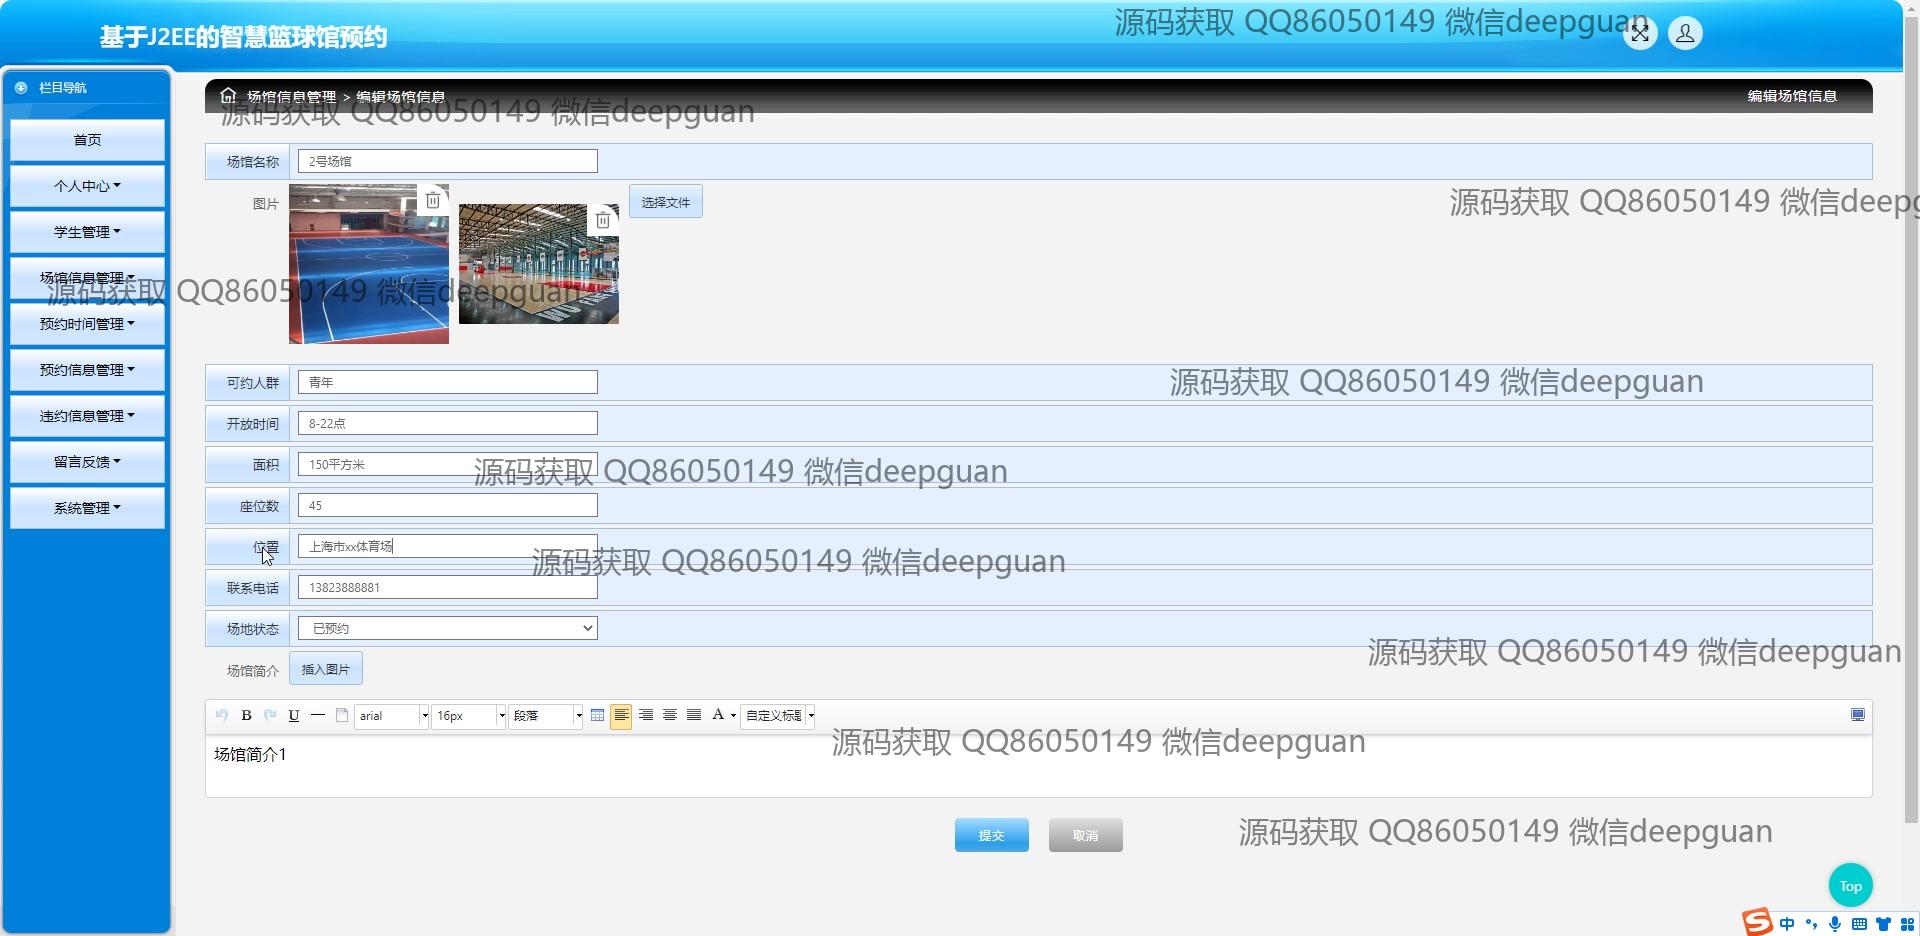 源码获取 QQ86050149 微信deepguan
基于J2EE的智慧篮球馆预约
栏目导航
首页
个人中心
学生管理
场馆信息管理
预约时间管理
预约信息管理
违约信息管理
留言反馈
系统管理
场馆信息管理 > 编辑场馆信息
编辑场馆信息
源码获取 QQ86050149 微信deepguan
场馆名称 2号场馆
图片
选择文件
源码获取 QQ86050149 微信deepg
源码获取 QQ86050149 微信deepguan
可约人群 青年
源码获取 QQ86050149 微信deepguan
开放时间 8-22点
面积 150平方米
源码获取 QQ86050149 微信deepguan
座位数 45
位置 上海市xx体育场
源码获取 QQ86050149 微信deepguan
联系电话 13823888881
场地状态 已预约
源码获取 QQ86050149 微信deepguan
场馆简介 插入图片
B U arial 16px 段落 A 自定义标题
源码获取 QQ86050149 微信deepguan
场馆简介1
提交 取消
源码获取 QQ86050149 微信deepguan
Top
中